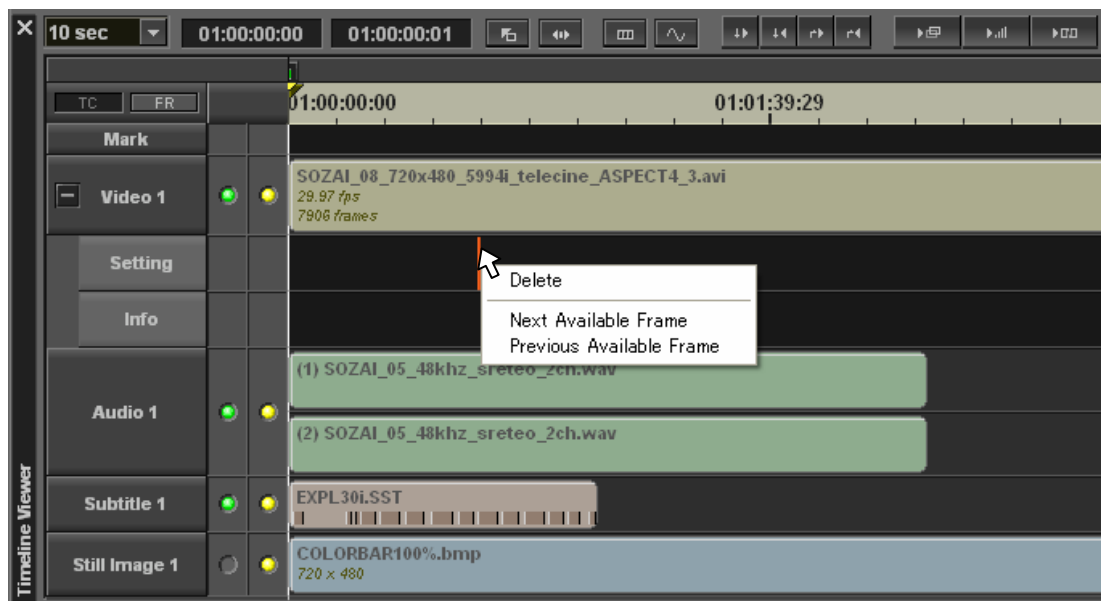 10 sec 01:00:00:00 01:00:00:01
TC FR 01:00:00:00 01:01:39:29
Mark
Video 1
SOZAI_08_720x480_5994i_telecine_ASPECT4_3.avi
29.97 fps
7906 frames
Setting
Delete
Info
Next Available Frame
Previous Available Frame
Audio 1
(1) SOZAI_05_48khz_sreteo_2ch.wav
(2) SOZAI_05_48khz_sreteo_2ch.wav
Subtitle 1
EXPL30i.SST
Still Image 1
COLORBAR100%.bmp
720 x 480
Timeline Viewer